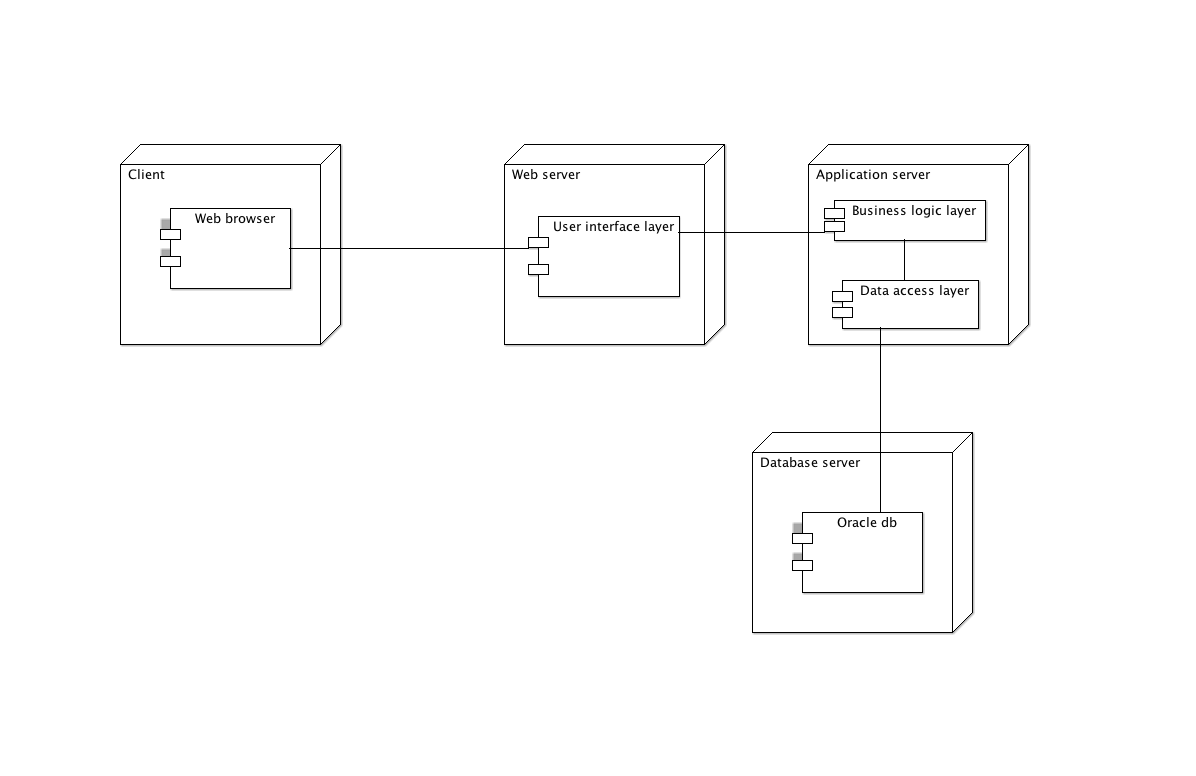 Client
Web browser
Web server
User interface layer
Application server
Business logic layer
Data access layer
Database server
Oracle db